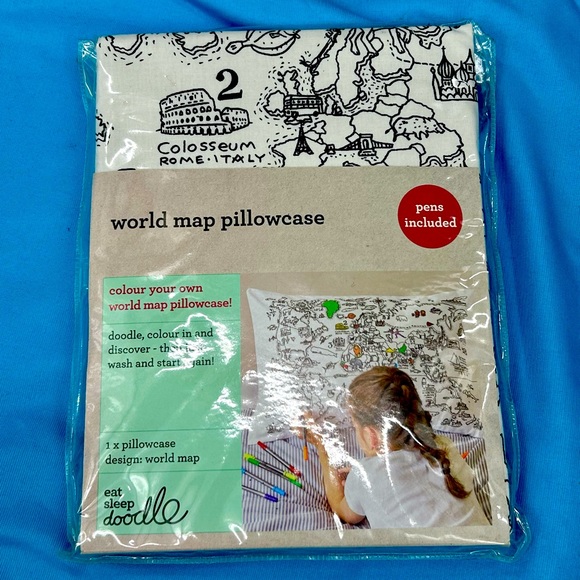 2
COLOSSEUM
ROME·ITALY
world map pillowcase
pens
included
colour your own
world map pillowcase!
doodle, colour in and
discover - then
wash and start again!
1 x pillowcase
design: world map
eat
sleep
doodle